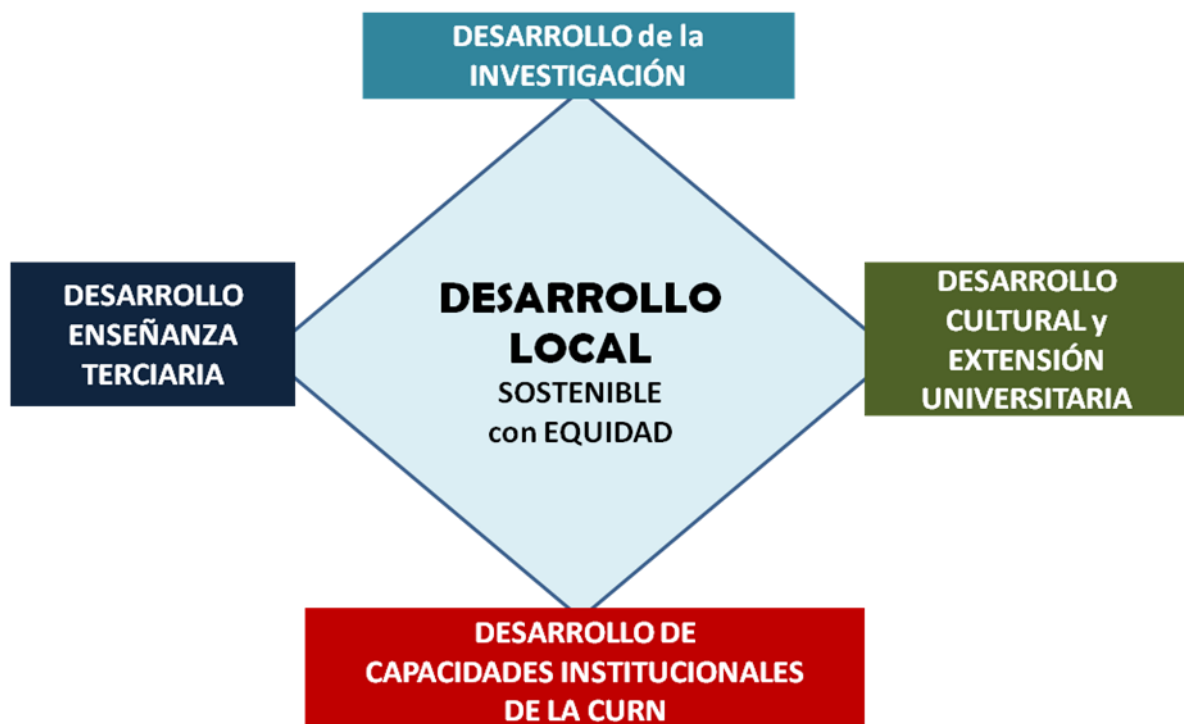 DESARROLLO de la
INVESTIGACIÓN
DESARROLLO
ENSEÑANZA
TERCIARIA
DESARROLLO
LOCAL
SOSTENIBLE
con EQUIDAD
DESARROLLO
CULTURAL y
EXTENSIÓN
UNIVERSITARIA
DESARROLLO DE
CAPACIDADES INSTITUCIONALES
DE LA CURN